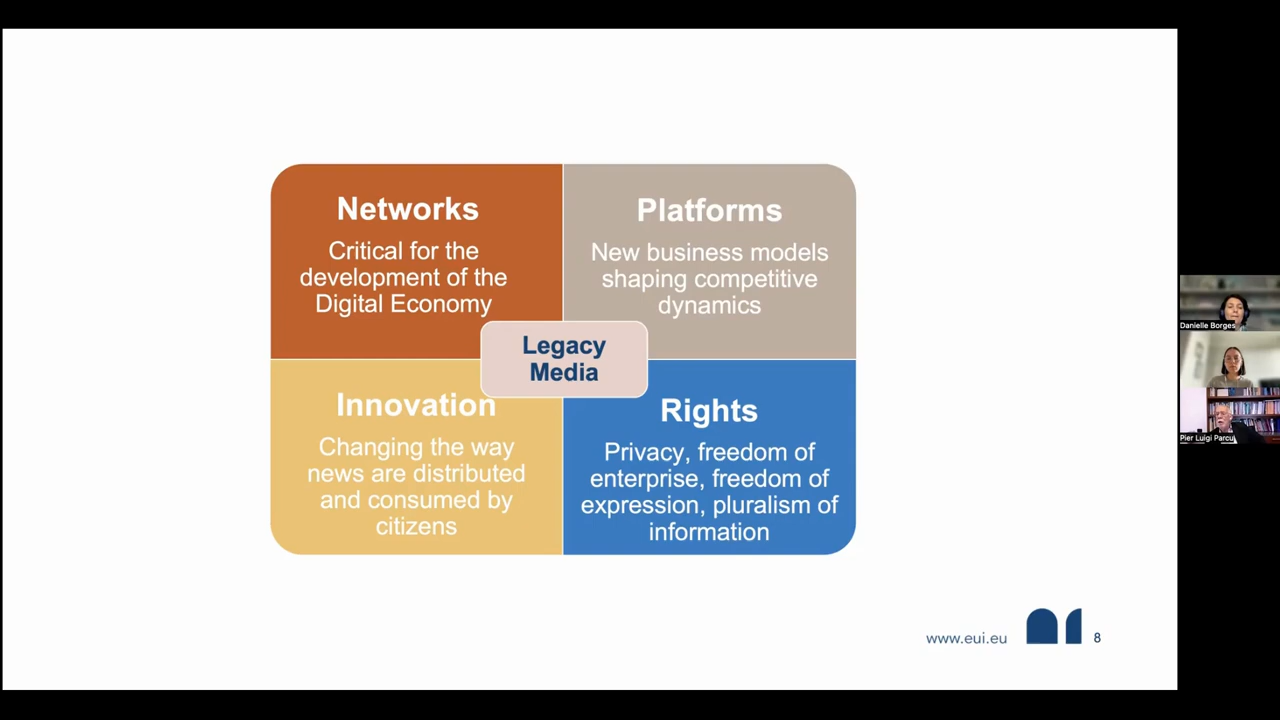 Networks
Critical for the
development of the
Digital Economy
Platforms
New business models
shaping competitive
dynamics
Legacy
Media
Innovation
Changing the way
news are distributed
and consumed by
citizens
Rights
Privacy, freedom of
enterprise, freedom of
expression, pluralism of
information
www.eui.eu
8
Danielle Borges
Pier Luigi Parcu